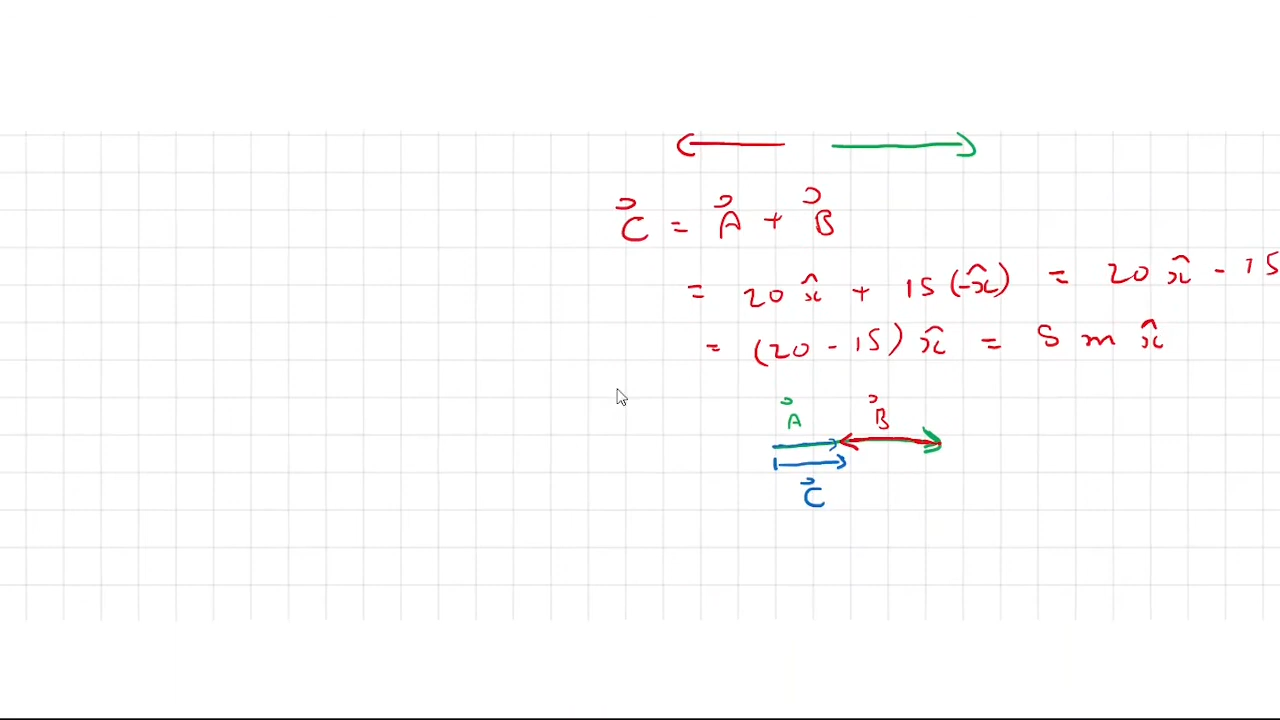 C⃗ = A⃗ + B⃗
= 20 x̂ + 15 (-x̂) = 20 x̂ - 15
= (20 - 15) x̂ = 5 m x̂
A⃗ B⃗
C⃗